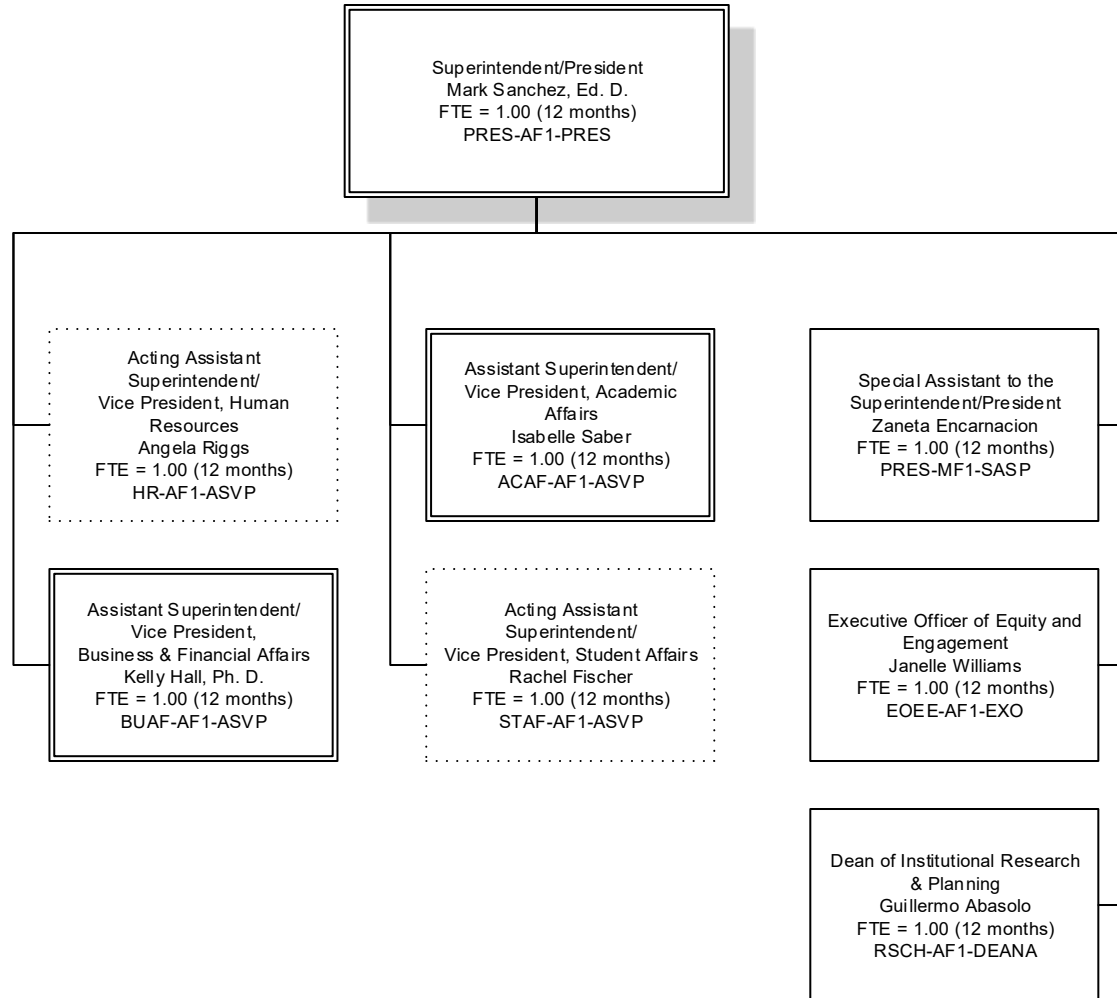 Superintendent/President
Mark Sanchez, Ed. D.
FTE = 1.00 (12 months)
PRES-AF1-PRES
Acting Assistant
Superintendent/
Vice President, Human
Resources
Angela Riggs
FTE = 1.00 (12 months)
HR-AF1-ASVP
Assistant Superintendent/
Vice President,
Business & Financial Affairs
Kelly Hall, Ph. D.
FTE = 1.00 (12 months)
BUAF-AF1-ASVP
Assistant Superintendent/
Vice President, Academic
Affairs
Isabelle Saber
FTE = 1.00 (12 months)
ACAF-AF1-ASVP
Acting Assistant
Superintendent/
Vice President, Student Affairs
Rachel Fischer
FTE = 1.00 (12 months)
STAF-AF1-ASVP
Special Assistant to the
Superintendent/President
Zaneta Encarnacion
FTE = 1.00 (12 months)
PRES-MF1-SASP
Executive Officer of Equity and
Engagement
Janelle Williams
FTE = 1.00 (12 months)
EOEE-AF1-EXO
Dean of Institutional Research
& Planning
Guillermo Abasolo
FTE = 1.00 (12 months)
RSCH-AF1-DEANA